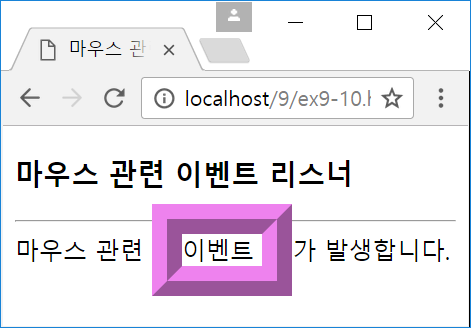 마우스 관
localhost/9/ex9-10.h
마우스 관련 이벤트 리스너
마우스 관련 이벤트 가 발생합니다.